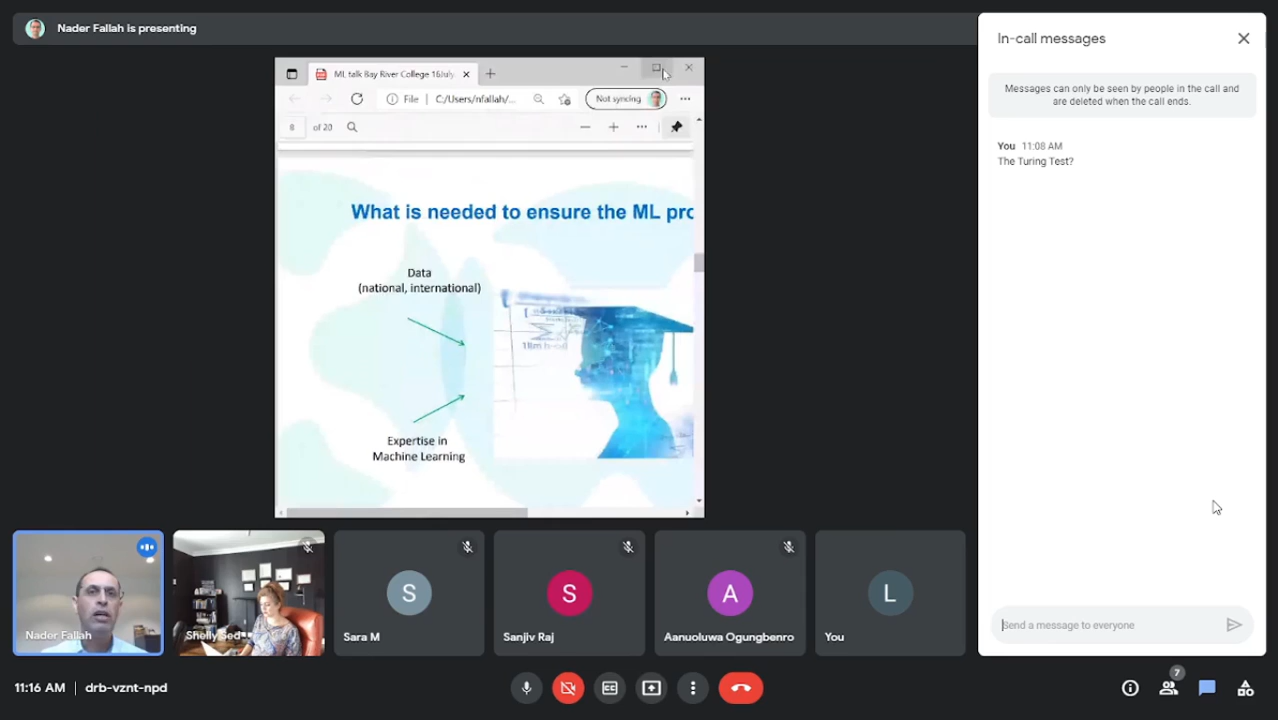 Nader Fallah is presenting
ML talk Bay River College 16July
File
C:/Users/nfallah/...
Not syncing
8 of 20
What is needed to ensure the ML pro
Data
(national, international)
Expertise in
Machine Learning
In-call messages
Messages can only be seen by people in the call and
are deleted when the call ends.
You 11:08 AM
The Turing Test?
Send a message to everyone
Nader Fallah
Shelly Sed
S
Sara M
S
Sanjiv Raj
A
Aanuoluwa Ogungbenro
L
You
11:16 AM | drb-vznt-npd
7